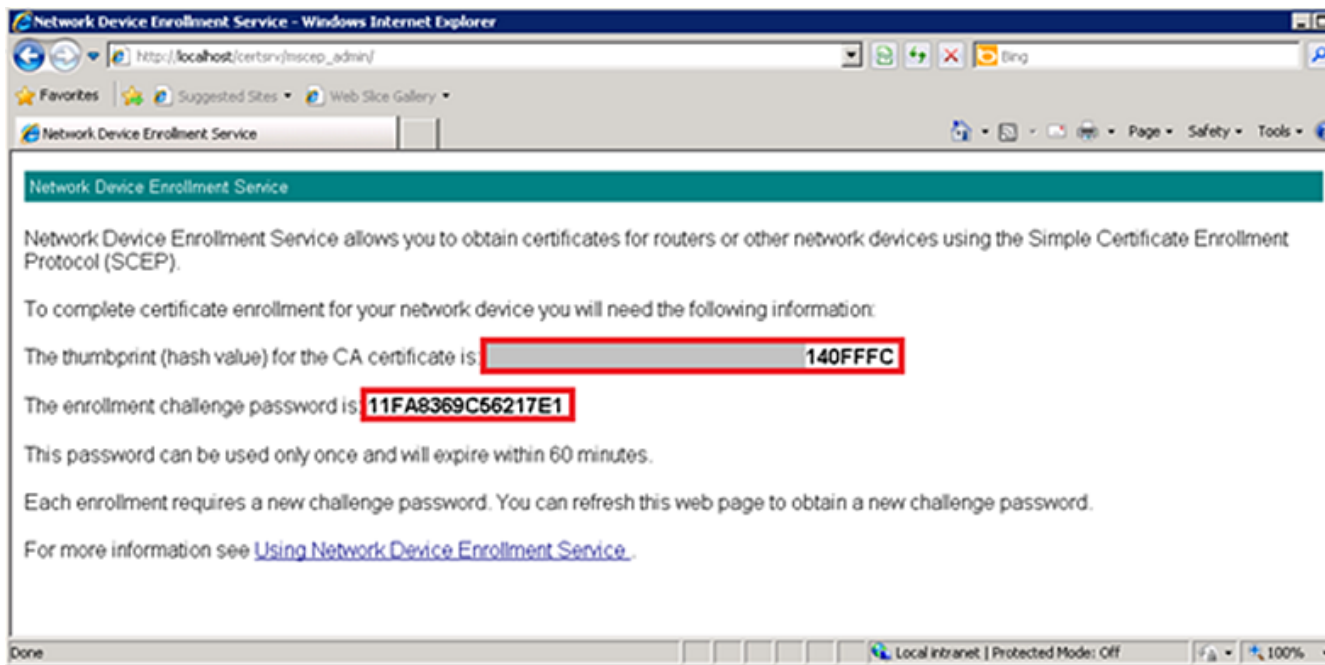 Network Device Enrollment Service - Windows Internet Explorer
http://localhost/certsrv/mscep_admin/
Bing
Favorites
Suggested Sites
Web Slice Gallery
Network Device Enrollment Service
Page
Safety
Tools
Network Device Enrollment Service
Network Device Enrollment Service allows you to obtain certificates for routers or other network devices using the Simple Certificate Enrollment
Protocol (SCEP).
To complete certificate enrollment for your network device you will need the following information:
The thumbprint (hash value) for the CA certificate is: 140FFFC
The enrollment challenge password is: 11FA8369C56217E1
This password can be used only once and will expire within 60 minutes.
Each enrollment requires a new challenge password. You can refresh this web page to obtain a new challenge password.
For more information see Using Network Device Enrollment Service .
Done
Local intranet | Protected Mode: Off
100%